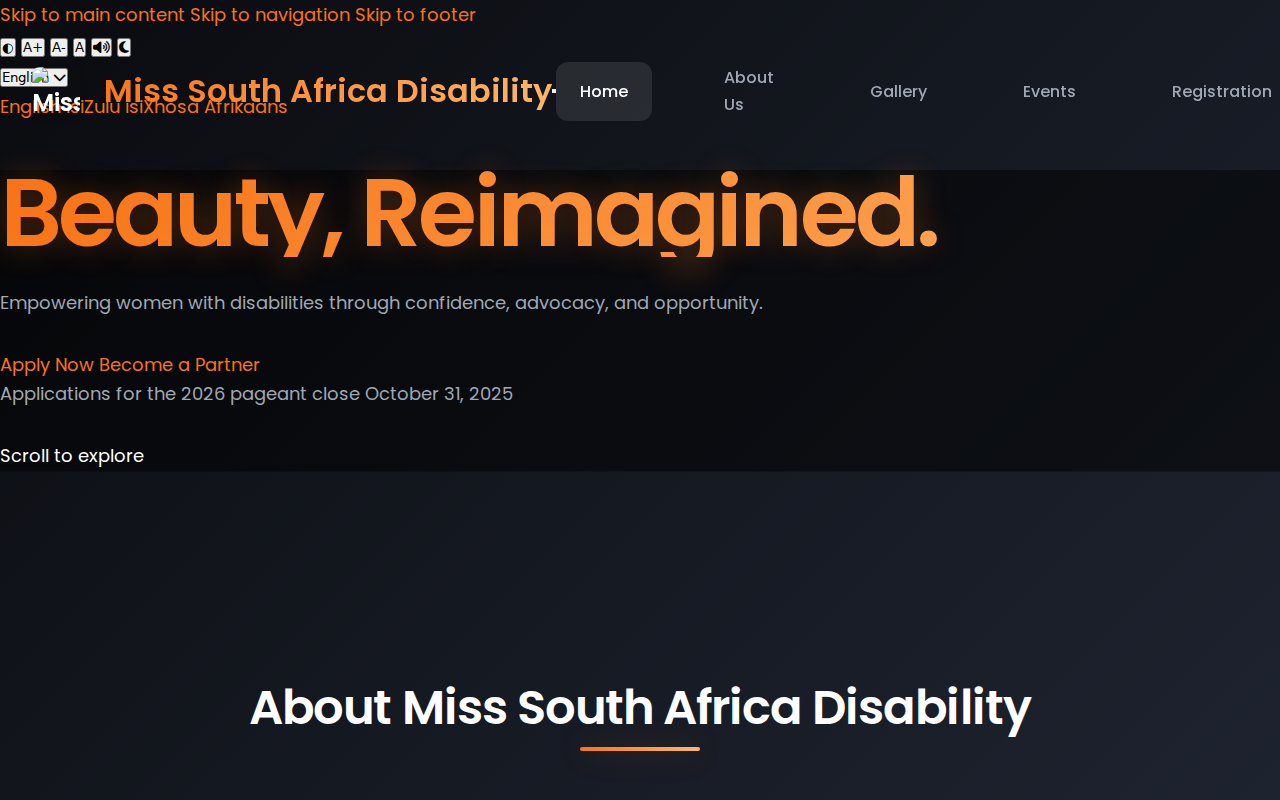 Skip to main content Skip to navigation Skip to footer
A+ A- A
English
Miss
English isiZulu isiXhosa Afrikaans
Miss South Africa Disability
Home
About Us
Gallery
Events
Registration
Beauty, Reimagined.
Empowering women with disabilities through confidence, advocacy, and opportunity.
Apply Now Become a Partner
Applications for the 2026 pageant close October 31, 2025
Scroll to explore
About Miss South Africa Disability